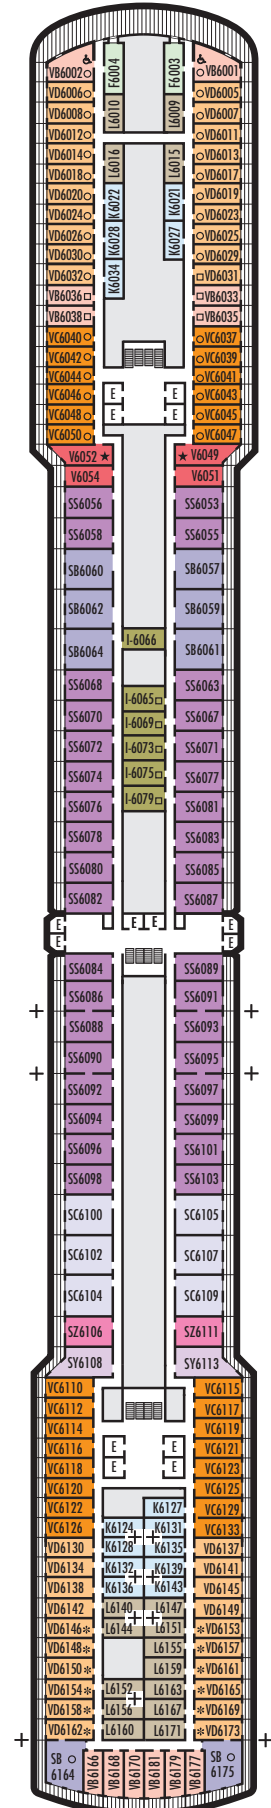 VB6002 F6004 F6003 VB6001
VD6006 L6010 L6009 VD6005
VD6008 VD6007
VD6012 VD6011
VD6014 L6016 L6015 VD6013
VD6018 VD6017
VD6020 K6022 K6021 VD6019
VD6024 VD6023
VD6026 K6028 K6027 VD6025
VD6030 VD6029
VD6032 K6034 VD6031
VB6036 VB6033
VB6038 VB6035
VC6040 VC6037
VC6042 VC6039
VC6044 VC6041
VC6046 E E VC6043
VC6048 E E VC6045
VC6050 VC6047
V6052 ★ ★ V6049
V6054 V6051
SS6056 SS6053
SS6058 SS6055
SB6060 SB6057
SB6062 SB6059
SB6064 I-6066 SB6061
SS6068 I-6065 SS6063
SS6070 I-6069 SS6067
SS6072 I-6073 SS6071
SS6074 I-6075 SS6077
SS6076 I-6079 SS6081
SS6078 SS6083
SS6080 SS6085
SS6082 SS6087
E E E E
E E
SS6084 SS6089
SS6086 SS6091
SS6088 SS6093
SS6090 SS6095
SS6092 SS6097
SS6094 SS6099
SS6096 SS6101
SS6098 SS6103
SC6100 SC6105
SC6102 SC6107
SC6104 SC6109
SZ6106 SZ6111
SY6108 SY6113
VC6110 VC6115
VC6112 VC6117
VC6114 VC6119
VC6116 E E VC6121
VC6118 E E VC6123
VC6120 VC6125
VC6122 K6127 VC6129
VC6126 K6124 K6131 VC6133
VD6130 K6128 K6135 VD6137
VD6134 K6132 K6139 VD6141
VD6138 K6136 K6143 VD6145
VD6142 L6140 L6147 VD6149
VD6146* L6144 L6151 *VD6153
VD6148* L6155 *VD6157
VD6150* L6159 *VD6161
VD6154* L6152 L6163 *VD6165
VD6158* L6156 L6167 *VD6169
VD6162* L6160 L6171 *VD6173
SB 6164 VB6166 VB6168 VB6170 VB6181 VB6179 VB6177 SB 6175